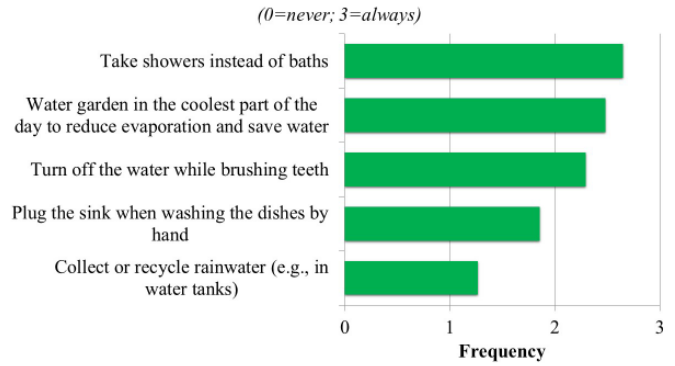 (0=never; 3=always)
Take showers instead of baths
Water garden in the coolest part of the
day to reduce evaporation and save water
Turn off the water while brushing teeth
Plug the sink when washing the dishes by
hand
Collect or recycle rainwater (e.g., in
water tanks)
0 1 2 3
Frequency